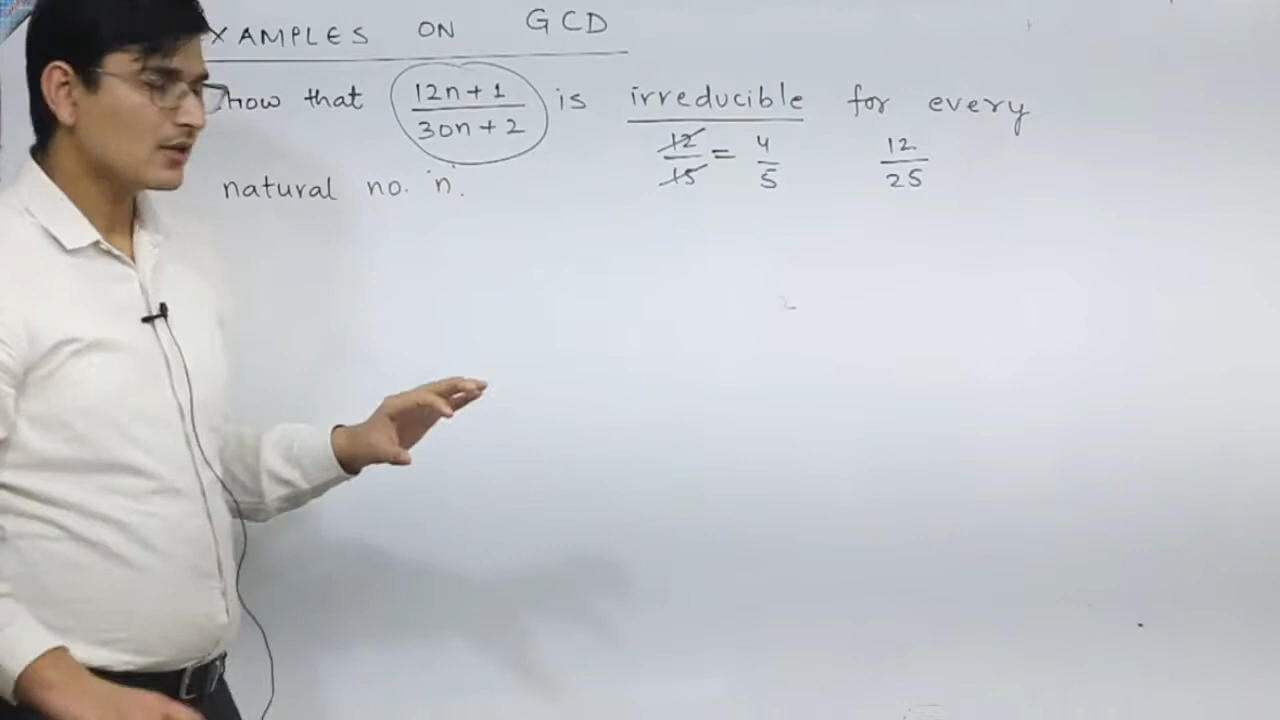 XAMPLES ON GCD
how that 12n+1 / 30n+2 is irreducible for every
12/15 = 4/5 12/25
natural no. 'n'.